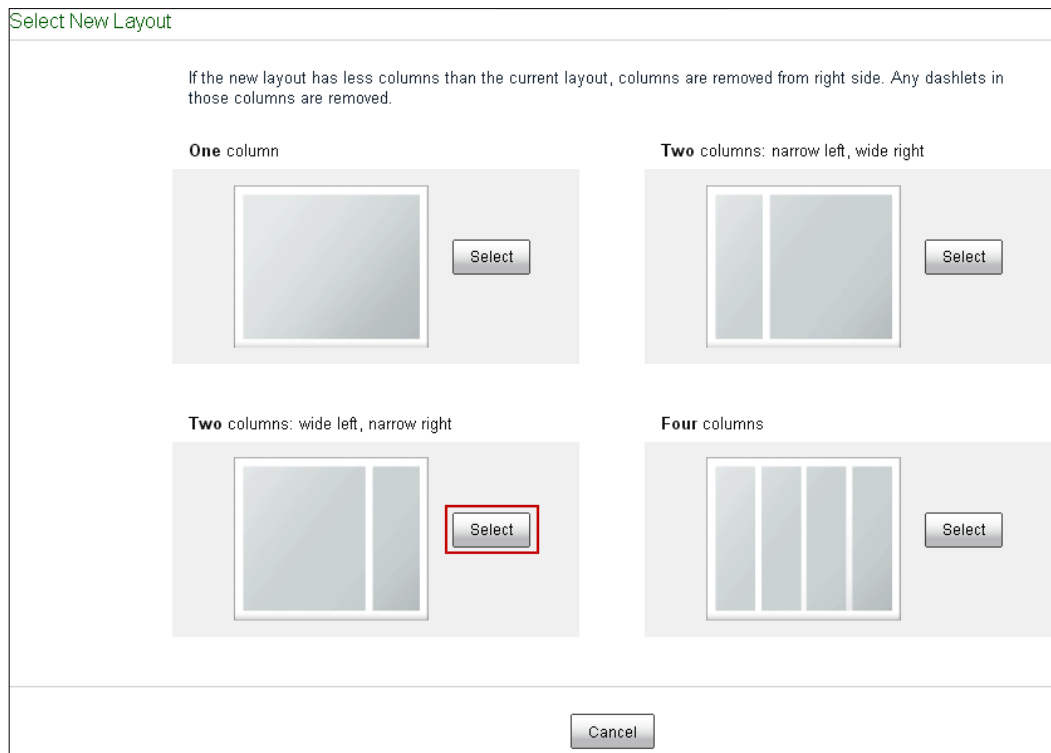 Select New Layout
If the new layout has less columns than the current layout, columns are removed from right side. Any dashlets in
those columns are removed.
One column
Two columns: narrow left, wide right
Select
Select
Two columns: wide left, narrow right
Four columns
Select
Select
Cancel